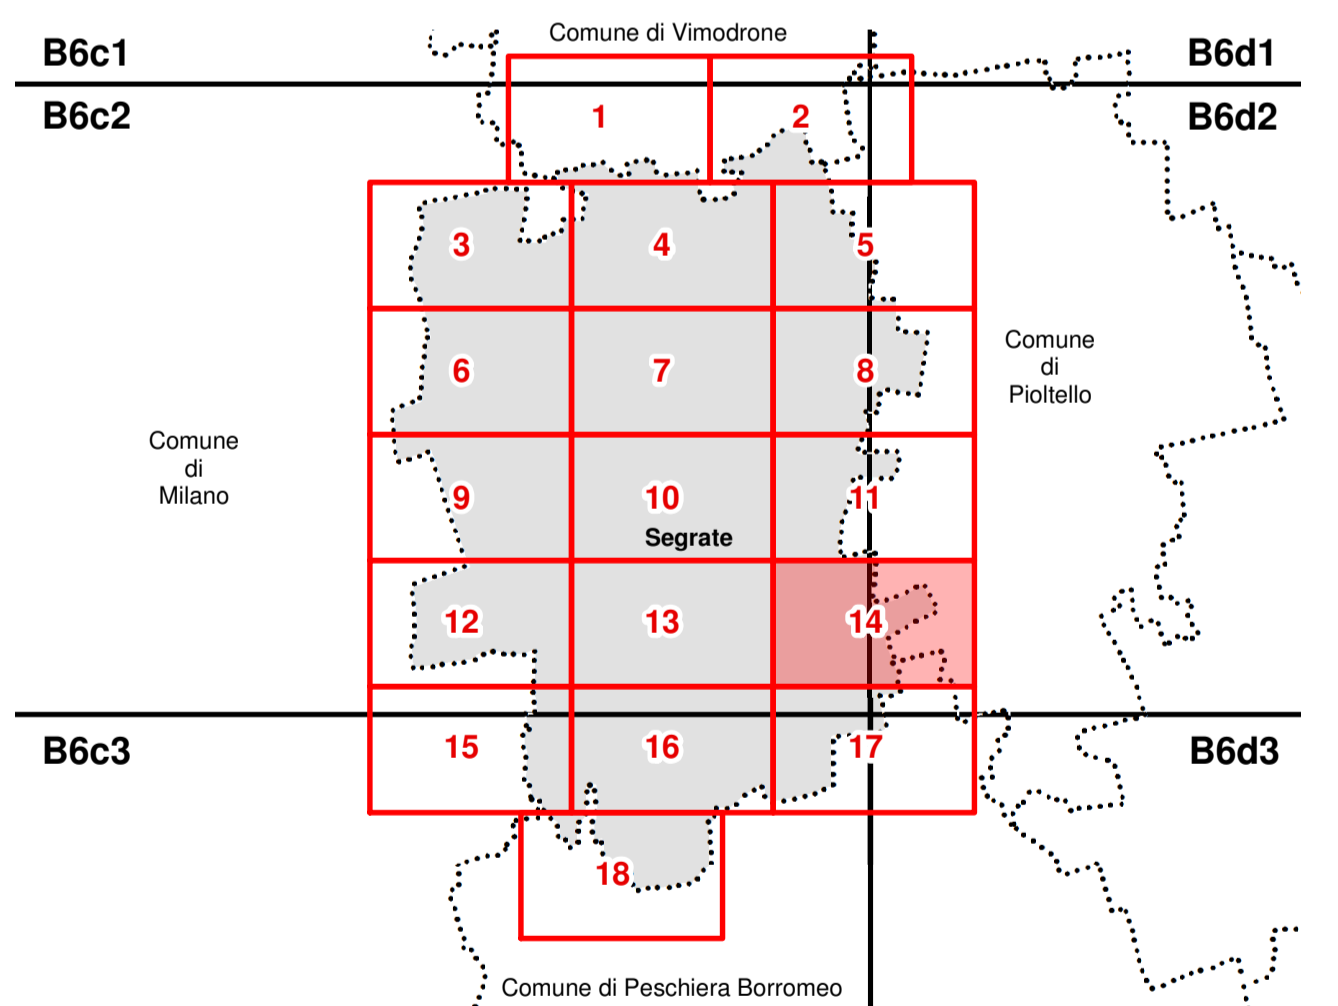 Comune di Vimodrone
B6c1
B6d1
B6c2
B6d2
1
2
3
4
5
6
7
8
Comune
di
Pioltello
Comune
di
Milano
9
10
11
Segrate
12
13
14
B6c3
15
16
17
B6d3
18
Comune di Peschiera Borromeo